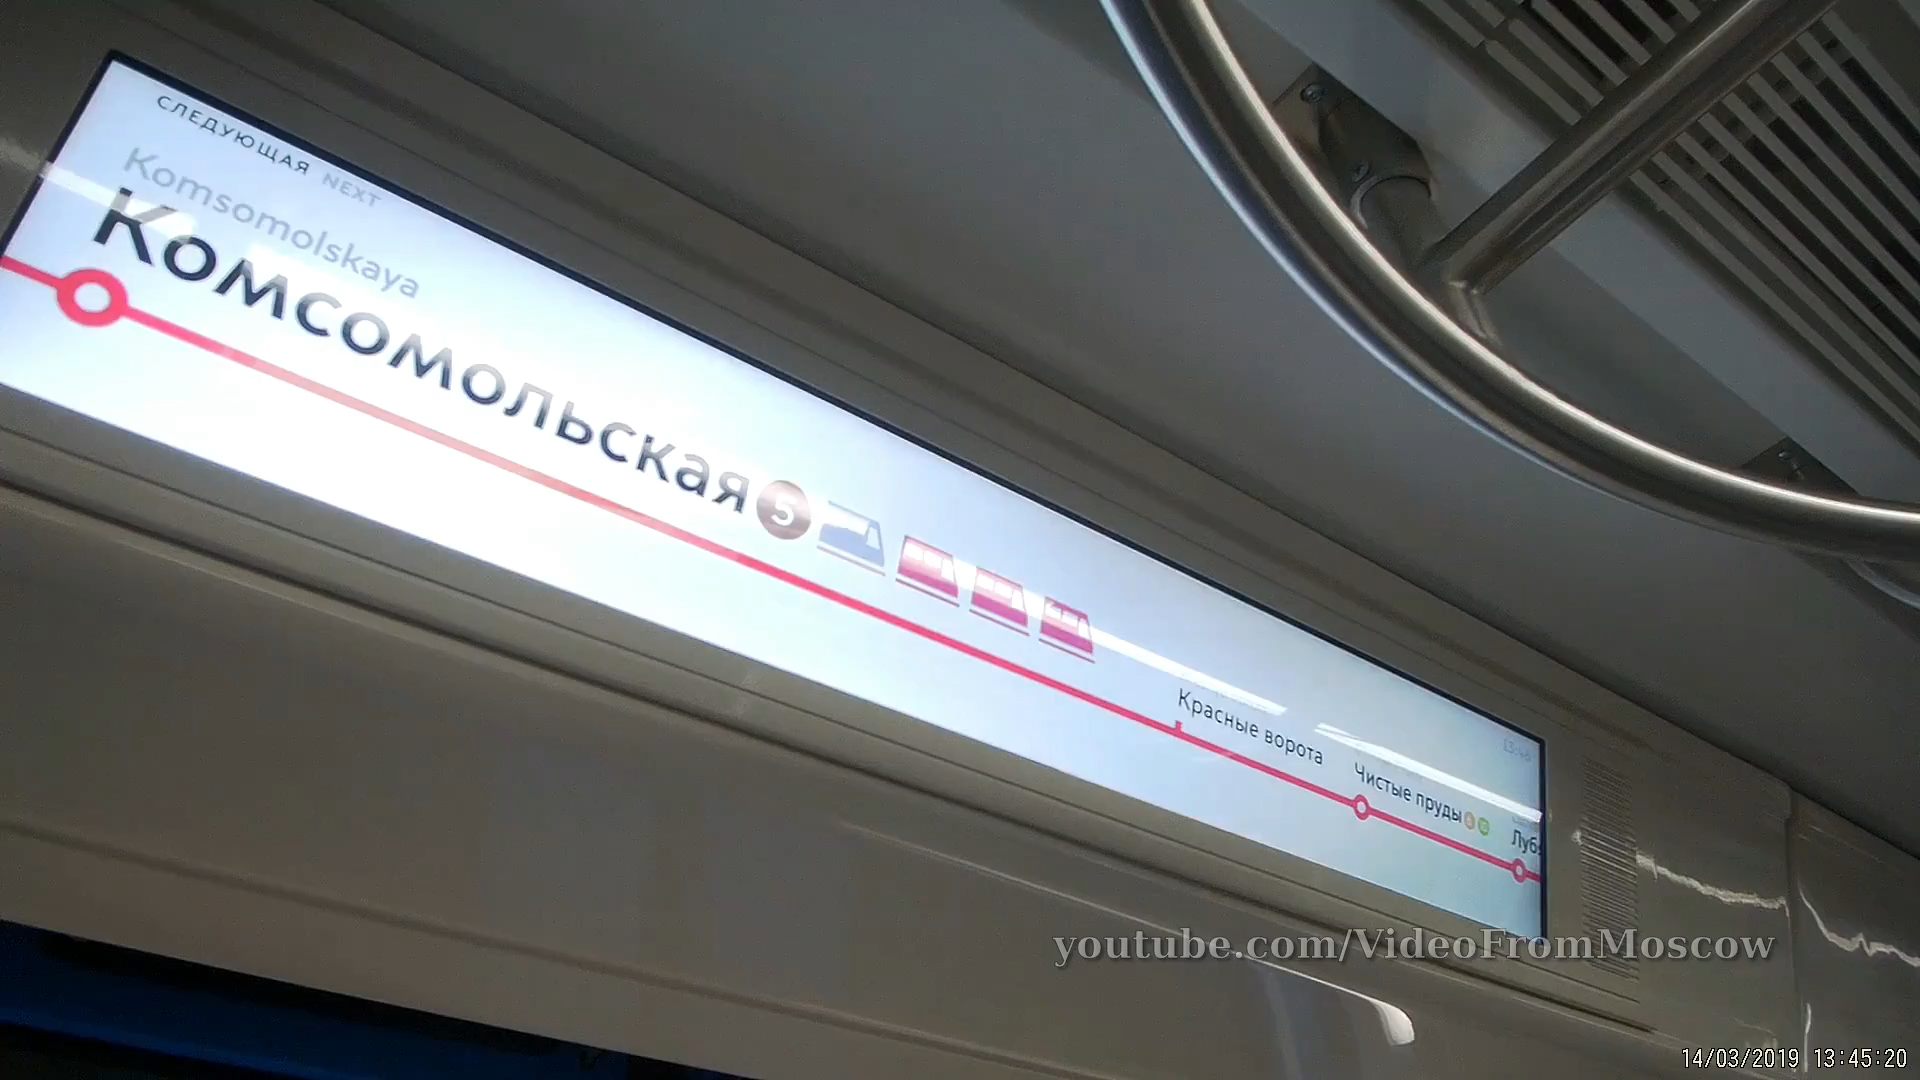 СЛЕДУЮЩАЯ NEXT
Komsomolskaya
Комсомольская 5
Красные ворота
Чистые пруды
youtube.com/VideoFromMoscow
14/03/2019 13:45:20